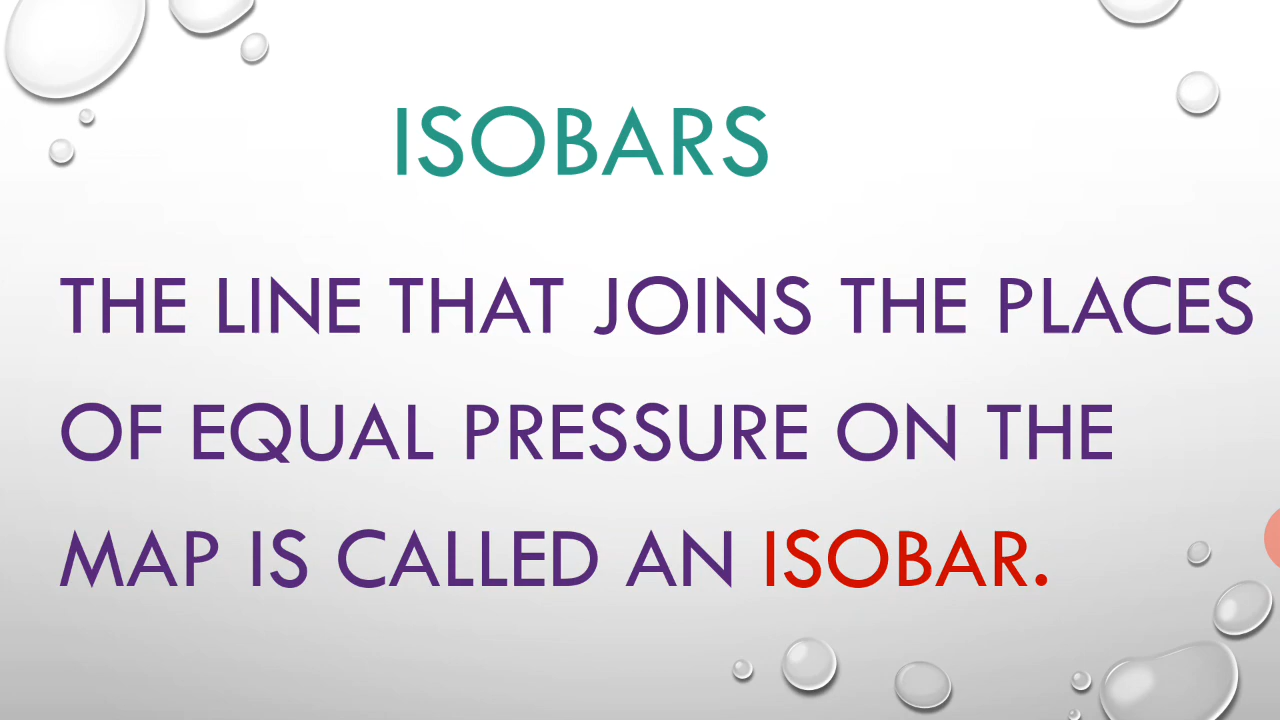 ISOBARS
THE LINE THAT JOINS THE PLACES
OF EQUAL PRESSURE ON THE
MAP IS CALLED AN ISOBAR.